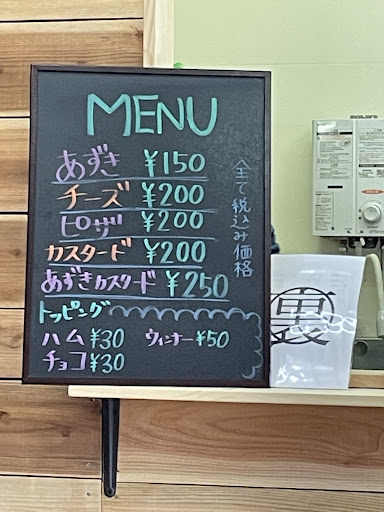 MENU
あずき ¥150
チーズ ¥200
ピザ ¥200
カスタード ¥200
あずきカスタード ¥250
全て税込み価格
トッピング
ハム ¥30 ウィンナー ¥50
チョコ ¥30
裏